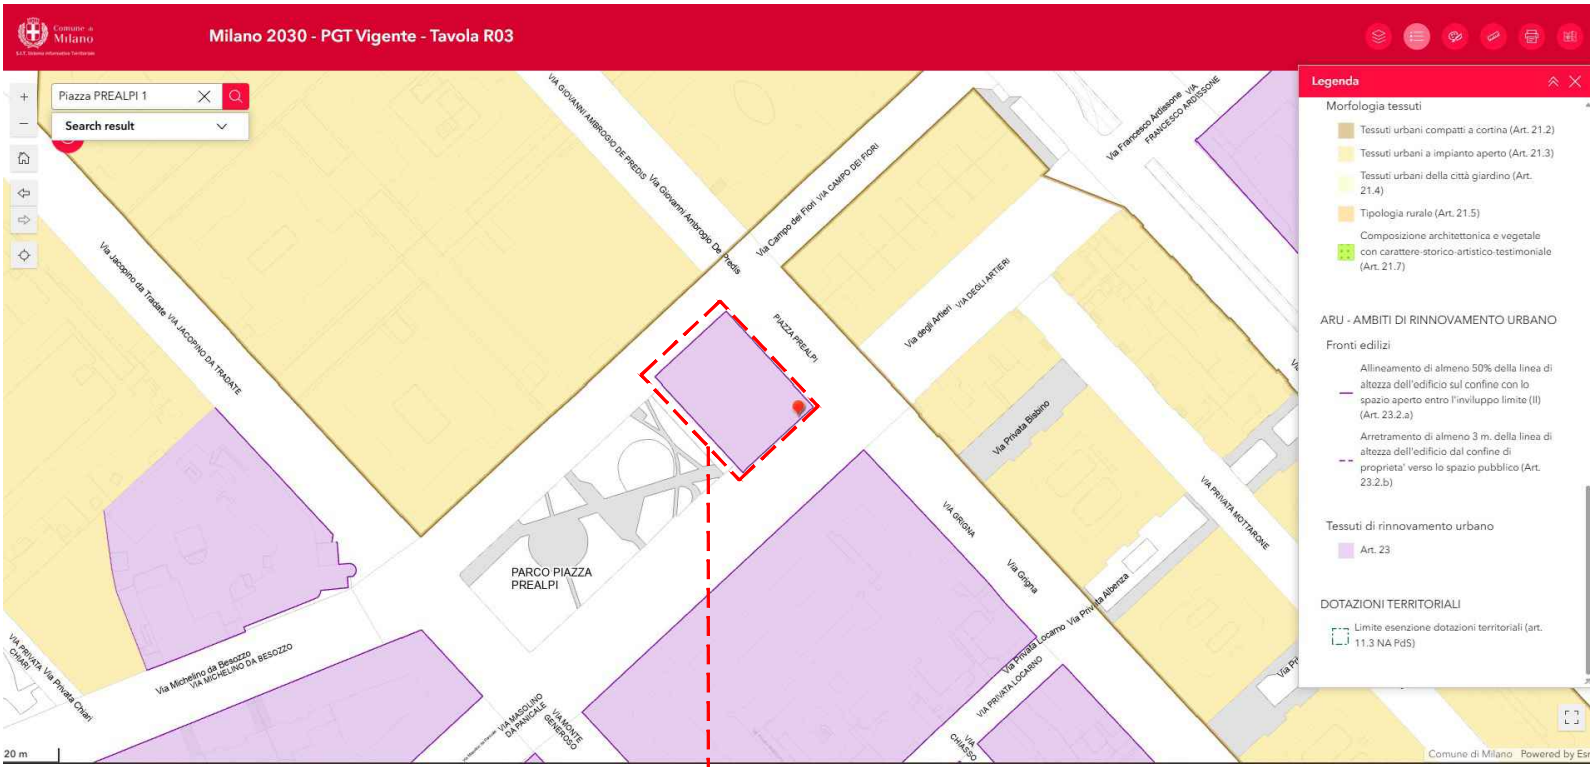 Comune di
Milano
S.I.T. Sistema Informativo Territoriale
Milano 2030 - PGT Vigente - Tavola R03
Piazza PREALPI 1
Search result
20 m
VIA GIOVANNI AMBROGIO DE PREDIS
Via Giovanni Ambrogio De Predis
Via Campo dei Fiori
VIA CAMPO DEI FIORI
Via Francesco Ardissone
VIA
FRANCESCO ARDISSONE
Via Jacopino da Tradate
VIA JACOPINO DA TRADATE
PIAZZA PREALPI
Via degli Artieri
VIA DEGLI ARTIERI
Via Privata Bisbino
VIA PRIVATA MOTTARONE
PARCO PIAZZA
PREALPI
VIA GRIGNA
Via Grigna
Via Privata Albenza
Via Privata Locarno
VIA PRIVATA LOCARNO
VIA PRIVATA
CHIARI
Via Privata Chiari
Via Michelino da Besozzo
VIA MICHELINO DA BESOZZO
VIA MASOLINO
DA PANICALE
VIA MONTE
GENEROSO
VIA
CHIASSO
Legenda
Morfologia tessuti
Tessuti urbani compatti a cortina (Art. 21.2)
Tessuti urbani a impianto aperto (Art. 21.3)
Tessuti urbani della città giardino (Art.
21.4)
Tipologia rurale (Art. 21.5)
Composizione architettonica e vegetale
con carattere-storico-artistico-testimoniale
(Art. 21.7)
ARU - AMBITI DI RINNOVAMENTO URBANO
Fronti edilizi
Allineamento di almeno 50% della linea di
altezza dell'edificio sul confine con lo
spazio aperto entro l'inviluppo limite (II)
(Art. 23.2.a)
Arretramento di almeno 3 m. della linea di
altezza dell'edificio dal confine di
proprieta' verso lo spazio pubblico (Art.
23.2.b)
Tessuti di rinnovamento urbano
Art. 23
DOTAZIONI TERRITORIALI
Limite esenzione dotazioni territoriali (art.
11.3 NA PdS)
Comune di Milano
Powered by Esri